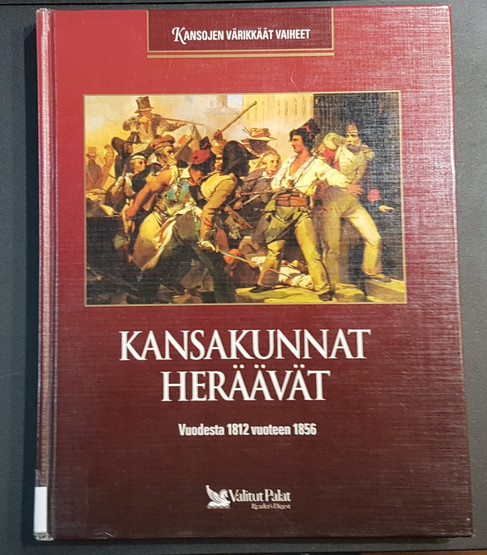 KANSOJEN VÄRIKKÄÄT VAIHEET
KANSAKUNNAT
HERÄÄVÄT
Vuodesta 1812 vuoteen 1856
Valitut Palat
Reader's Digest